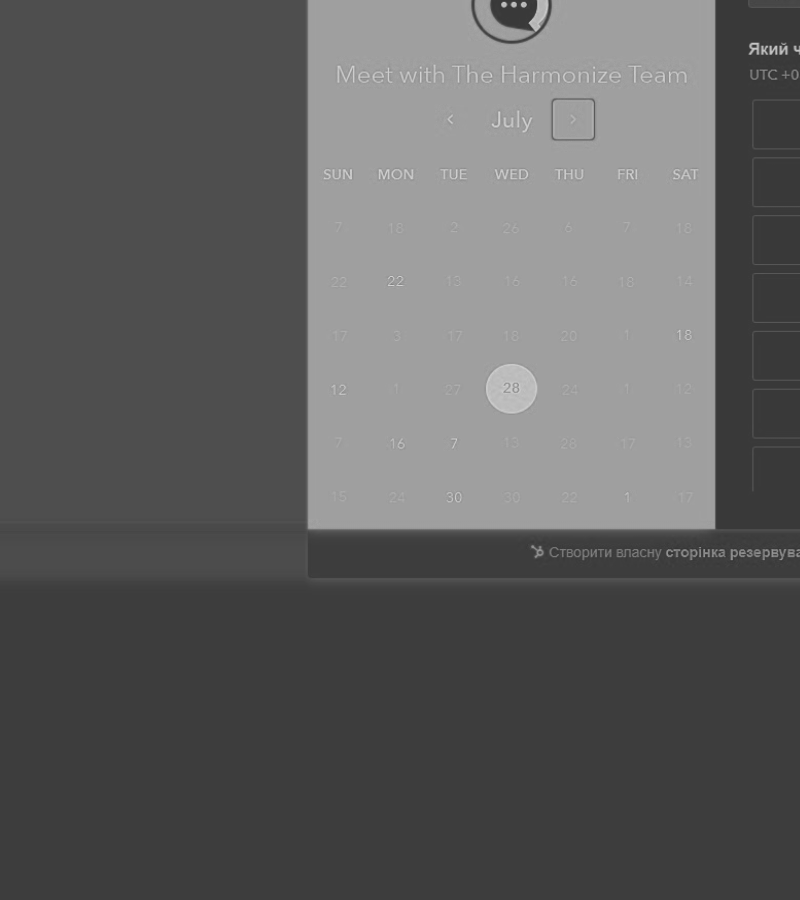 Meet with The Harmonize Team
Який
UTC +0
‹ July ›
SUN MON TUE WED THU FRI SAT
7 18 2 26 6 7 18
22 22 13 16 16 18 14
17 3 17 18 20 1 18
12 1 27 28 24 1 12
7 16 7 13 28 17 13
15 24 30 30 22 1 17
Створити власну сторінка